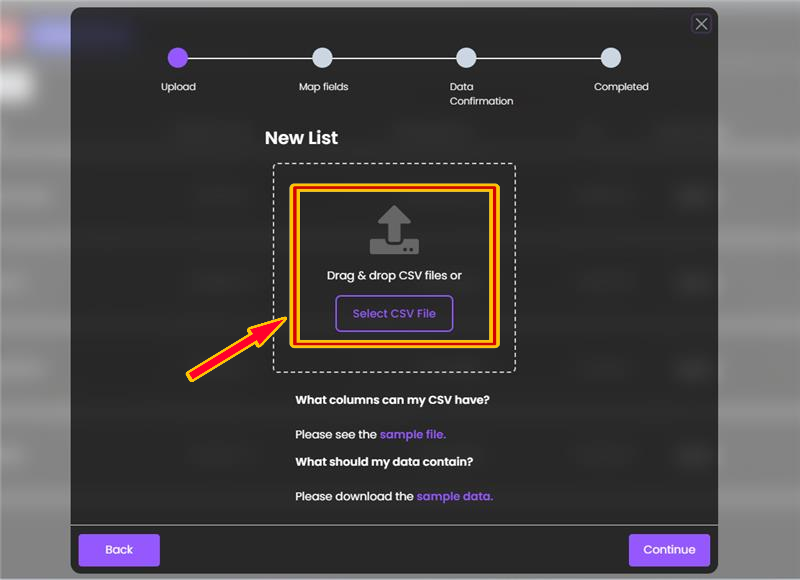 Upload
Map fields
Data
Confirmation
Completed
New List
Drag & drop CSV files or
Select CSV File
What columns can my CSV have?
Please see the sample file.
What should my data contain?
Please download the sample data.
Back
Continue